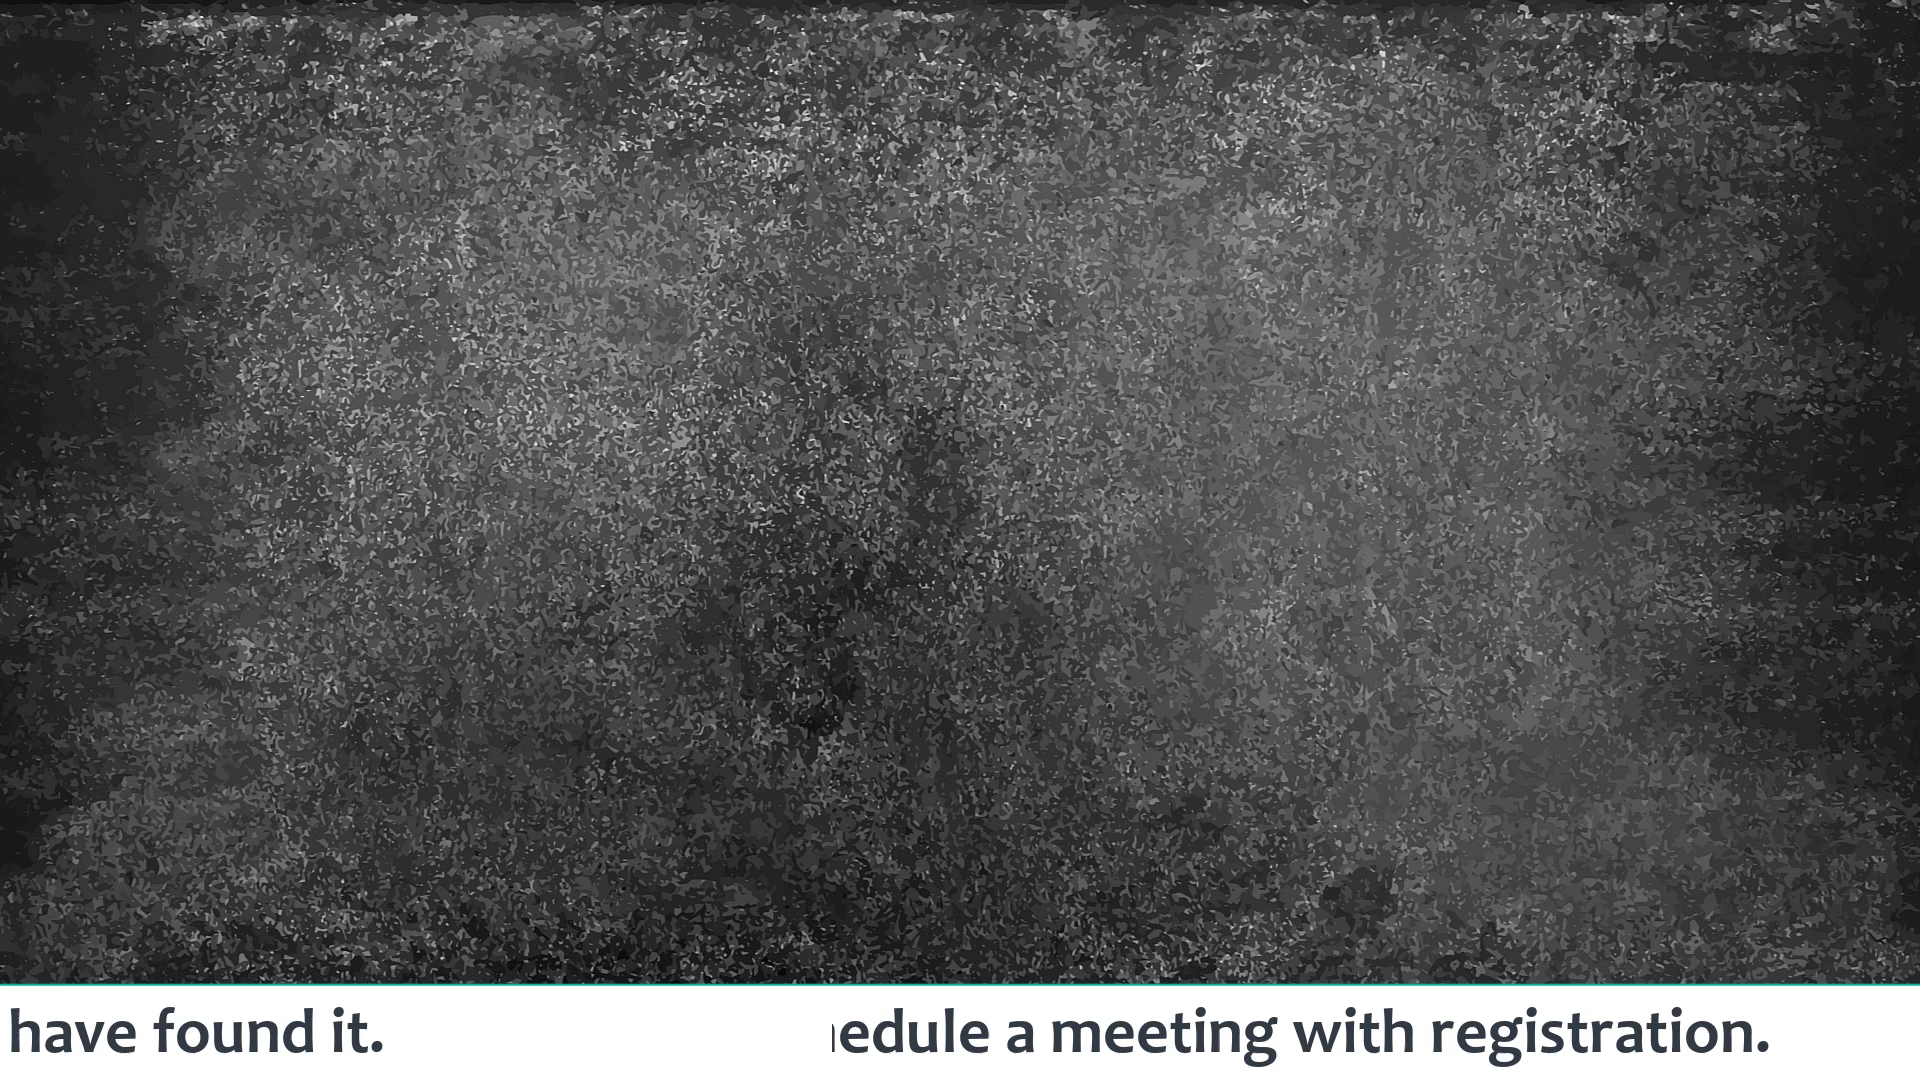 have found it. edule a meeting with registration.